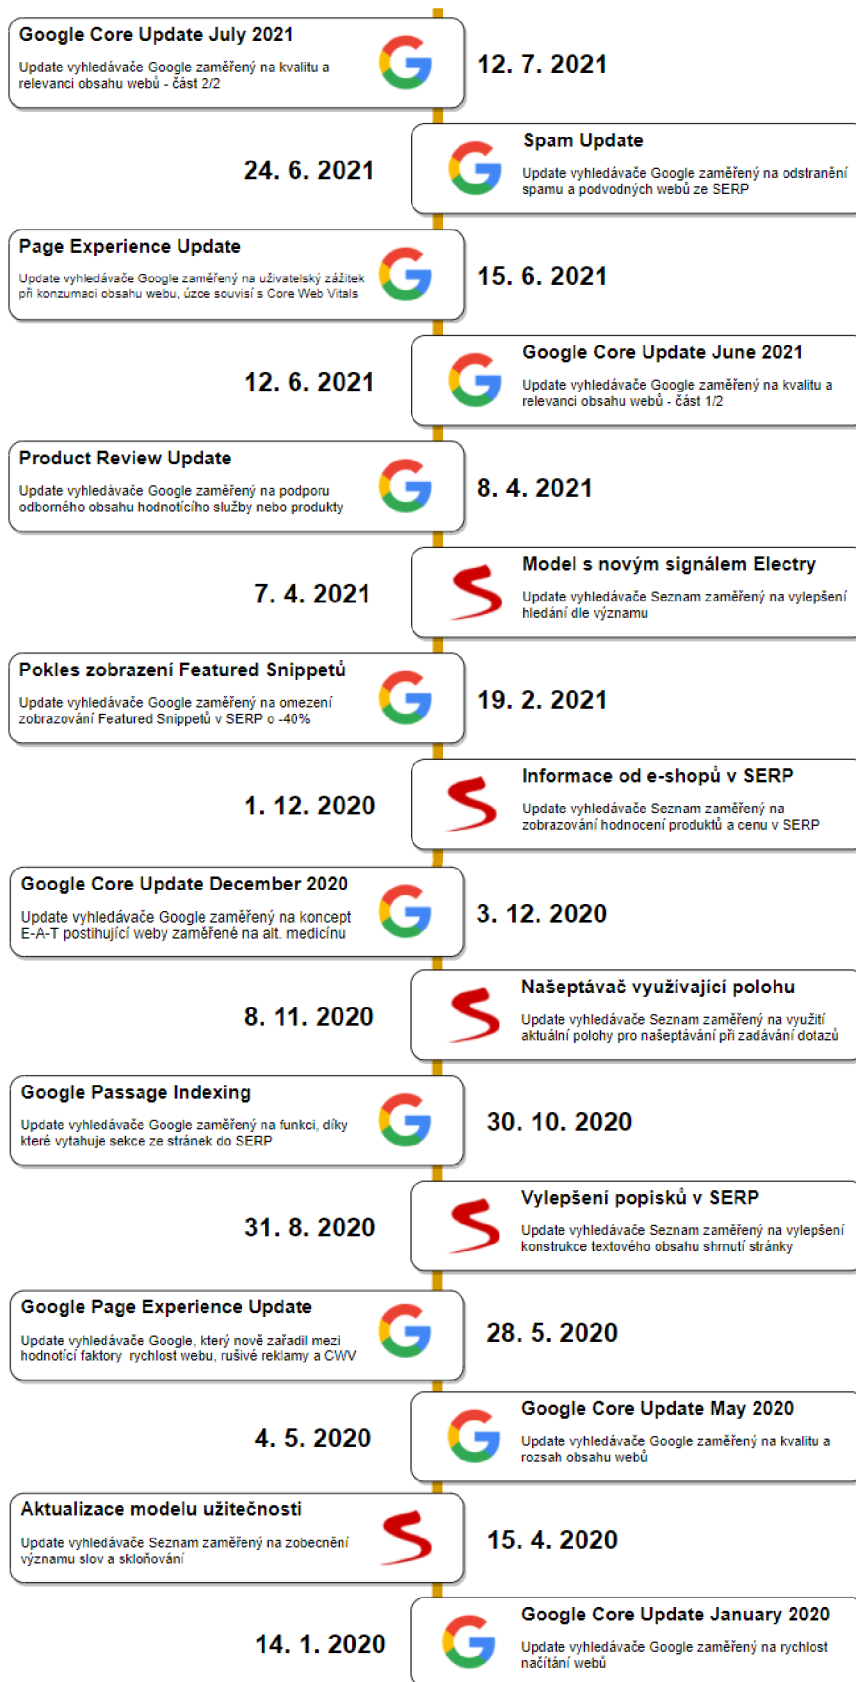 Google Core Update July 2021
Update vyhledávače Google zaměřený na kvalitu a
relevanci obsahu webů - část 2/2
12. 7. 2021
Spam Update
Update vyhledávače Google zaměřený na odstranění
spamu a podvodných webů ze SERP
24. 6. 2021
Page Experience Update
Update vyhledávače Google zaměřený na uživatelský zážitek
při konzumaci obsahu webu, úzce souvisí s Core Web Vitals
15. 6. 2021
Google Core Update June 2021
Update vyhledávače Google zaměřený na kvalitu a
relevanci obsahu webů - část 1/2
12. 6. 2021
Product Review Update
Update vyhledávače Google zaměřený na podporu
odborného obsahu hodnotícího služby nebo produkty
8. 4. 2021
Model s novým signálem Electry
Update vyhledávače Seznam zaměřený na vylepšení
hledání dle významu
7. 4. 2021
Pokles zobrazení Featured Snippetů
Update vyhledávače Google zaměřený na omezení
zobrazování Featured Snippetů v SERP o -40%
19. 2. 2021
Informace od e-shopů v SERP
Update vyhledávače Seznam zaměřený na
zobrazování hodnocení produktů a cenu v SERP
1. 12. 2020
Google Core Update December 2020
Update vyhledávače Google zaměřený na koncept
E-A-T postihující weby zaměřené na alt. medicínu
3. 12. 2020
Našeptávač využívající polohu
Update vyhledávače Seznam zaměřený na využití
aktuální polohy pro našeptávání při zadávání dotazů
8. 11. 2020
Google Passage Indexing
Update vyhledávače Google zaměřený na funkci, díky
které vytahuje sekce ze stránek do SERP
30. 10. 2020
Vylepšení popisků v SERP
Update vyhledávače Seznam zaměřený na vylepšení
konstrukce textového obsahu shrnutí stránky
31. 8. 2020
Google Page Experience Update
Update vyhledávače Google, který nově zařadil mezi
hodnotící faktory rychlost webu, rušivé reklamy a CWV
28. 5. 2020
Google Core Update May 2020
Update vyhledávače Google zaměřený na kvalitu a
rozsah obsahu webů
4. 5. 2020
Aktualizace modelu užitečnosti
Update vyhledávače Seznam zaměřený na zobecnění
významu slov a skloňování
15. 4. 2020
Google Core Update January 2020
Update vyhledávače Google zaměřený na rychlost
načítání webů
14. 1. 2020